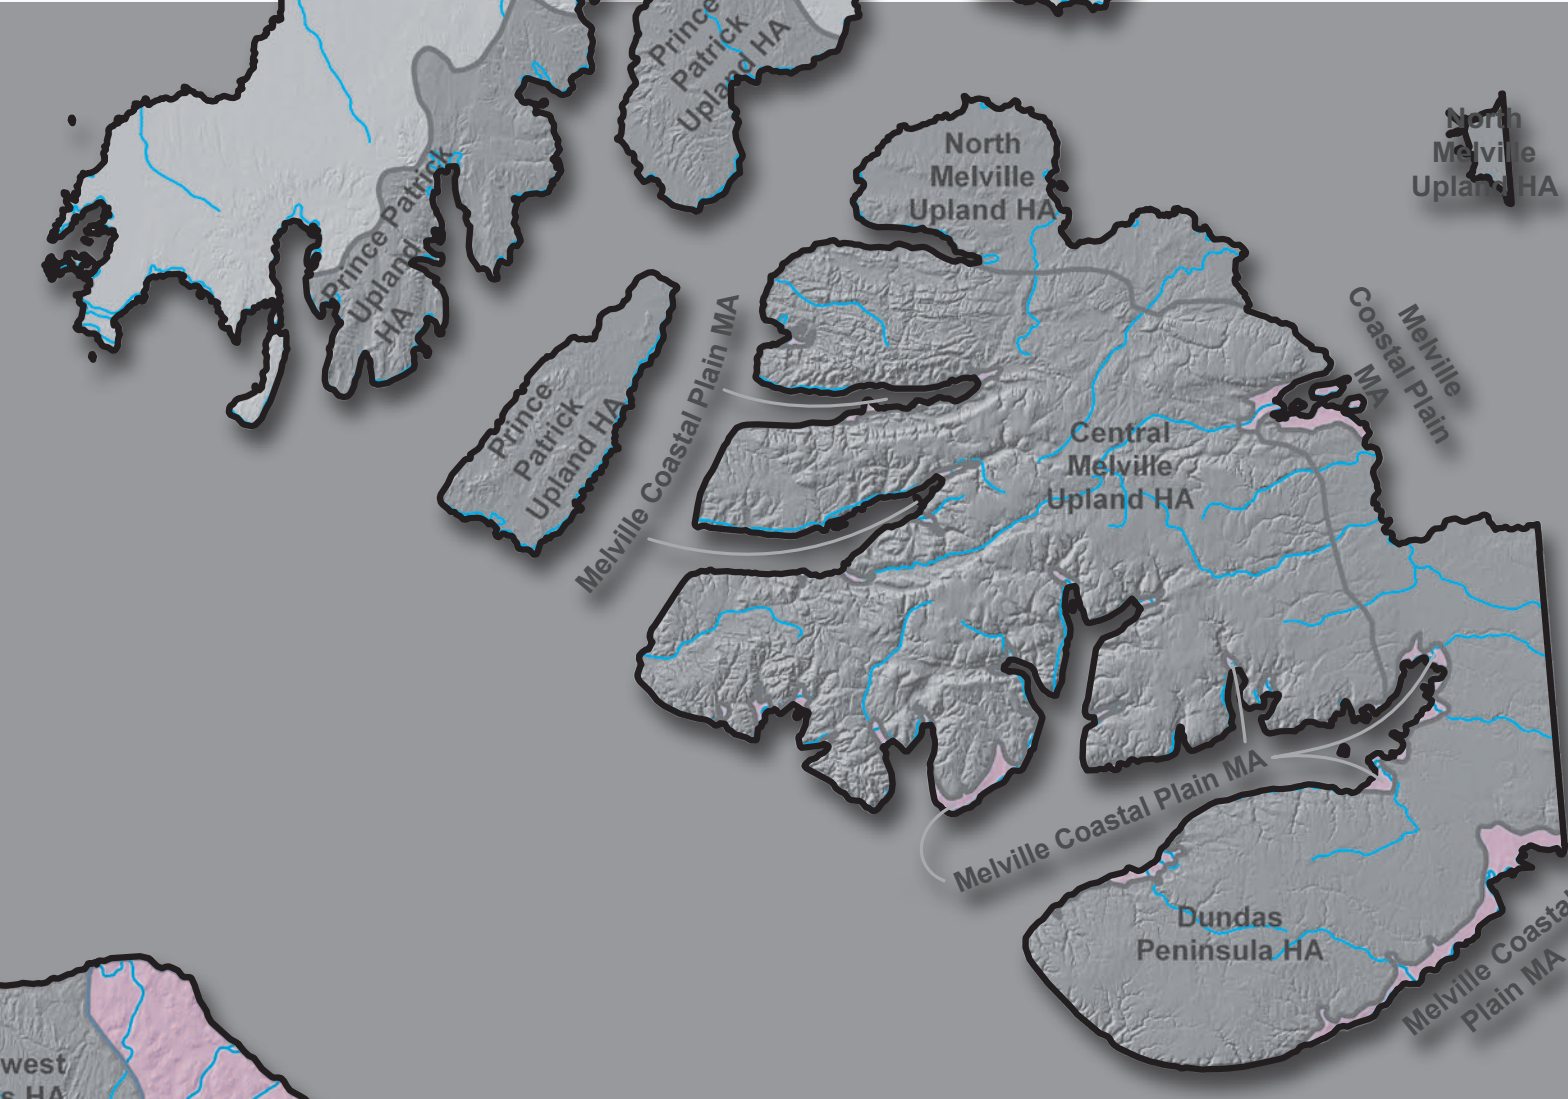 Prince
Patrick
Upland HA
North
Melville
Upland HA
North
Melville
Upland HA
Prince Patrick
Upland
HA
Prince
Patrick
Upland HA
Melville Coastal Plain MA
Melville
Coastal Plain
MA
Central
Melville
Upland HA
Melville Coastal Plain MA
Dundas
Peninsula HA
Melville Coastal
Plain MA
west
s HA